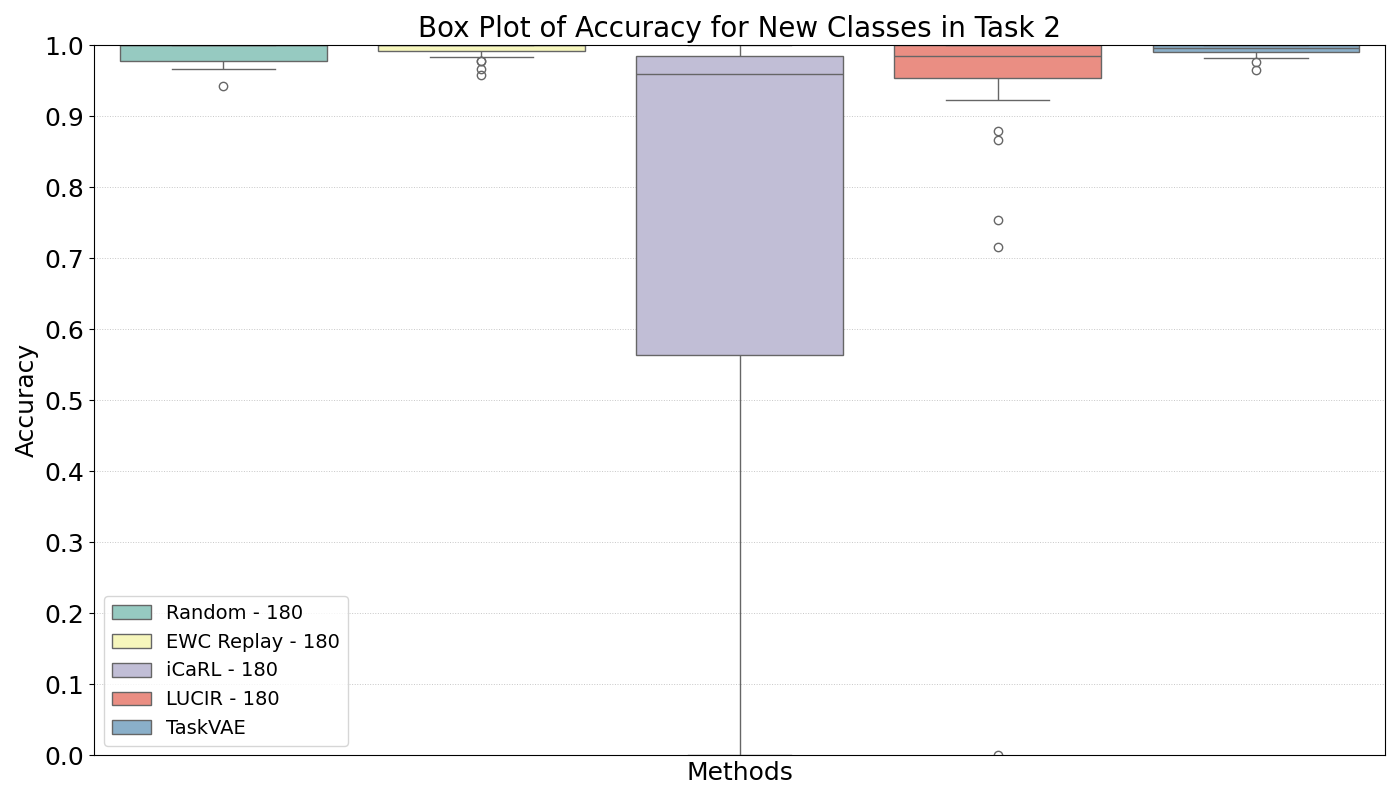 Box Plot of Accuracy for New Classes in Task 2
1.0
0.9
0.8
0.7
0.6
0.5
0.4
0.3
0.2
0.1
0.0
Accuracy
Methods
Random - 180
EWC Replay - 180
iCaRL - 180
LUCIR - 180
TaskVAE